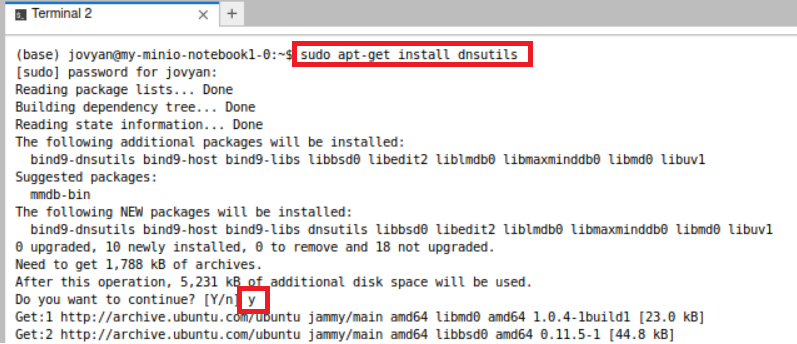 Terminal 2
(base) jovyan@my-minio-notebook1-0:~$ sudo apt-get install dnsutils
[sudo] password for jovyan:
Reading package lists... Done
Building dependency tree... Done
Reading state information... Done
The following additional packages will be installed:
  bind9-dnsutils bind9-host bind9-libs libbsd0 libedit2 liblmdb0 libmaxminddb0 libmd0 libuv1
Suggested packages:
  mmdb-bin
The following NEW packages will be installed:
  bind9-dnsutils bind9-host bind9-libs dnsutils libbsd0 libedit2 liblmdb0 libmaxminddb0 libmd0 libuv1
0 upgraded, 10 newly installed, 0 to remove and 18 not upgraded.
Need to get 1,788 kB of archives.
After this operation, 5,231 kB of additional disk space will be used.
Do you want to continue? [Y/n] y
Get:1 http://archive.ubuntu.com/ubuntu jammy/main amd64 libmd0 amd64 1.0.4-1build1 [23.0 kB]
Get:2 http://archive.ubuntu.com/ubuntu jammy/main amd64 libbsd0 amd64 0.11.5-1 [44.8 kB]